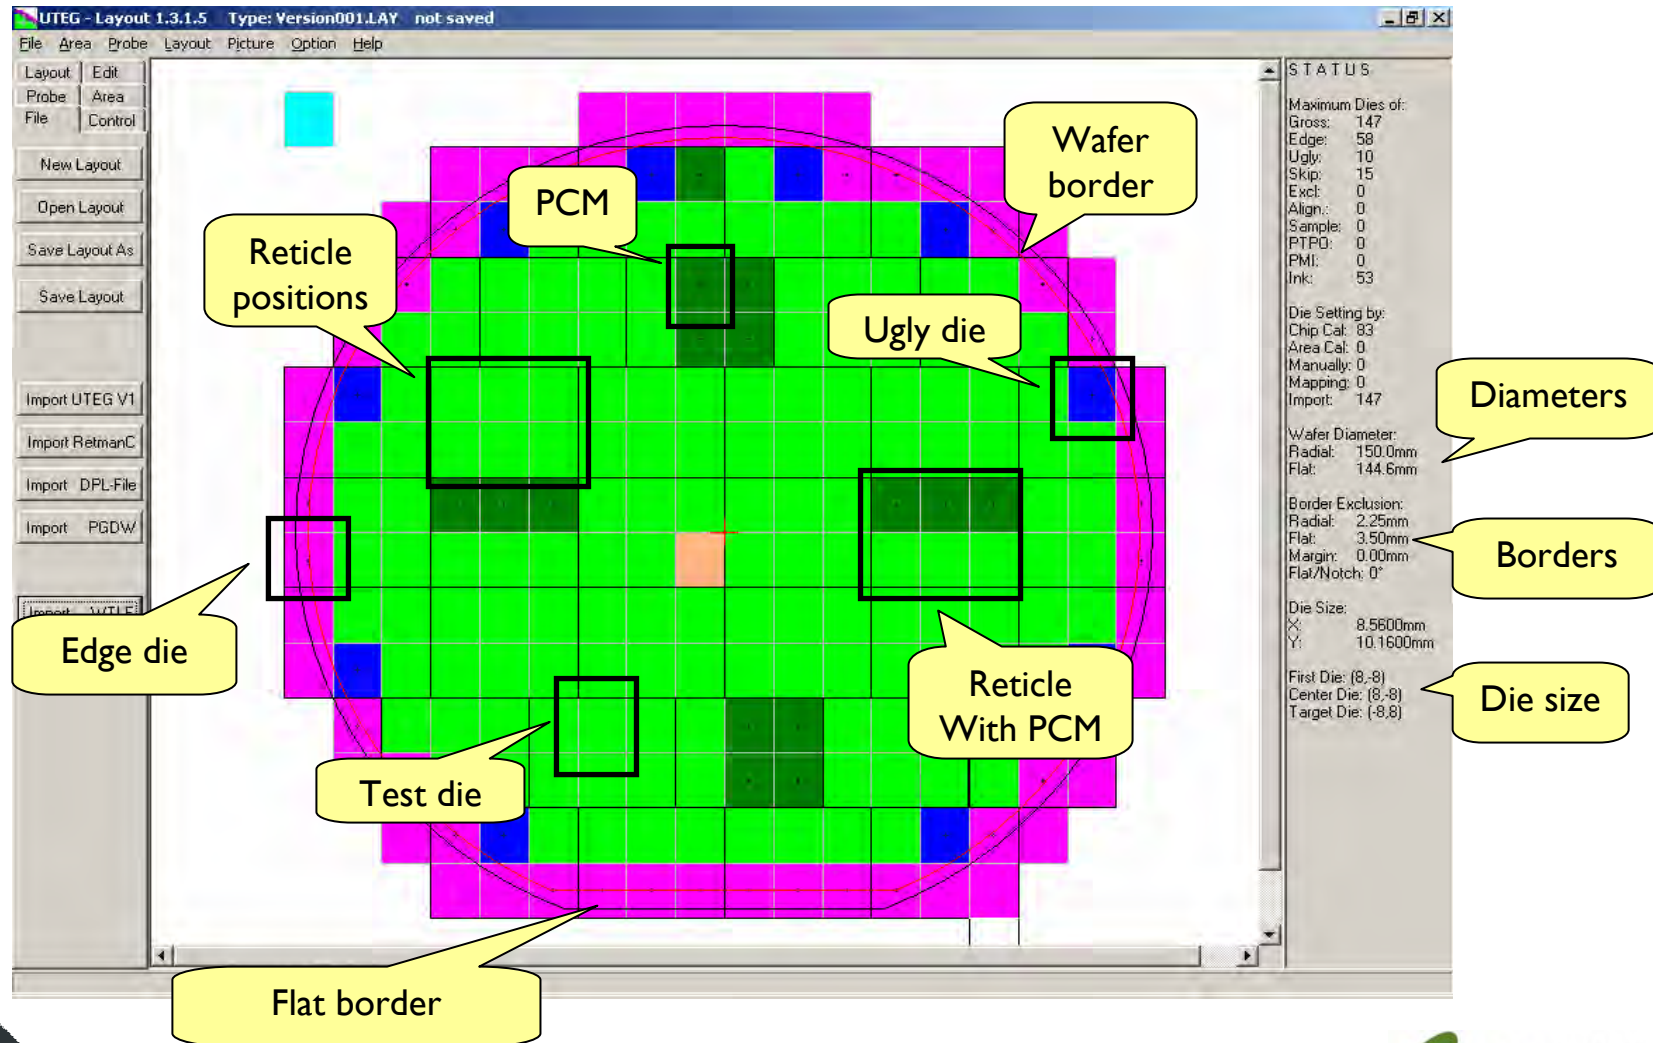 UTEG - Layout 1.3.1.5 Type: Version001.LAY not saved
File Area Probe Layout Picture Option Help
Layout Edit
Probe Area
File Control
New Layout
Open Layout
Save Layout As
Save Layout
Import UTEG V1
Import RetmanC
Import DPL-File
Import PGDW
Import WTLF
PCM
Wafer
border
Reticle
positions
Ugly die
Edge die
Test die
Reticle
With PCM
Flat border
STATUS
Maximum Dies of:
Gross: 147
Edge: 58
Ugly: 10
Skip: 15
Excl: 0
Align.: 0
Sample: 0
PTPO: 0
PMI: 0
Ink: 53
Die Setting by:
Chip Cal: 83
Area Cal: 0
Manually: 0
Mapping: 0
Import: 147
Wafer Diameter:
Radial: 150.0mm
Flat: 144.6mm
Border Exclusion:
Radial: 2.25mm
Flat: 3.50mm
Margin: 0.00mm
Flat/Notch: 0°
Die Size:
X: 8.5600mm
Y: 10.1600mm
First Die: (8,-8)
Center Die: (8,-8)
Target Die: (-8,8)
Diameters
Borders
Die size